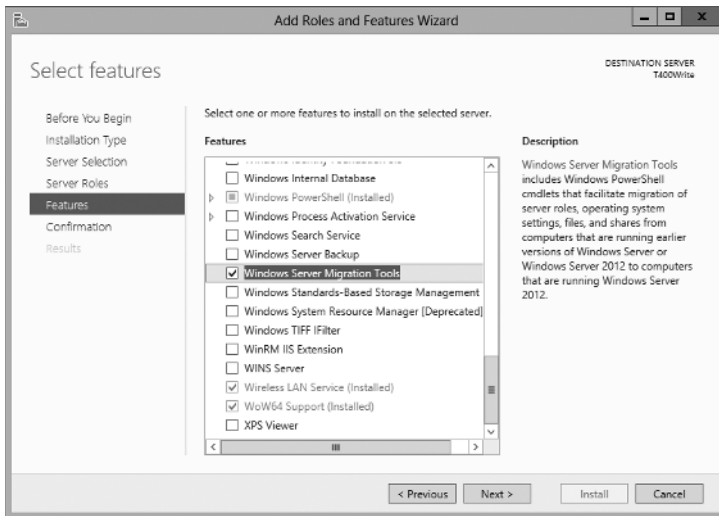 Add Roles and Features Wizard
Select features
DESTINATION SERVER
T400Write
Before You Begin
Installation Type
Server Selection
Server Roles
Features
Confirmation
Results
Select one or more features to install on the selected server.
Features
Windows Internal Database
Windows PowerShell (Installed)
Windows Process Activation Service
Windows Search Service
Windows Server Backup
Windows Server Migration Tools
Windows Standards-Based Storage Management
Windows System Resource Manager [Deprecated]
Windows TIFF IFilter
WinRM IIS Extension
WINS Server
Wireless LAN Service (Installed)
WoW64 Support (Installed)
XPS Viewer
Description
Windows Server Migration Tools
includes Windows PowerShell
cmdlets that facilitate migration of
server roles, operating system
settings, files, and shares from
computers that are running earlier
versions of Windows Server or
Windows Server 2012 to computers
that are running Windows Server
2012.
< Previous
Next >
Install
Cancel